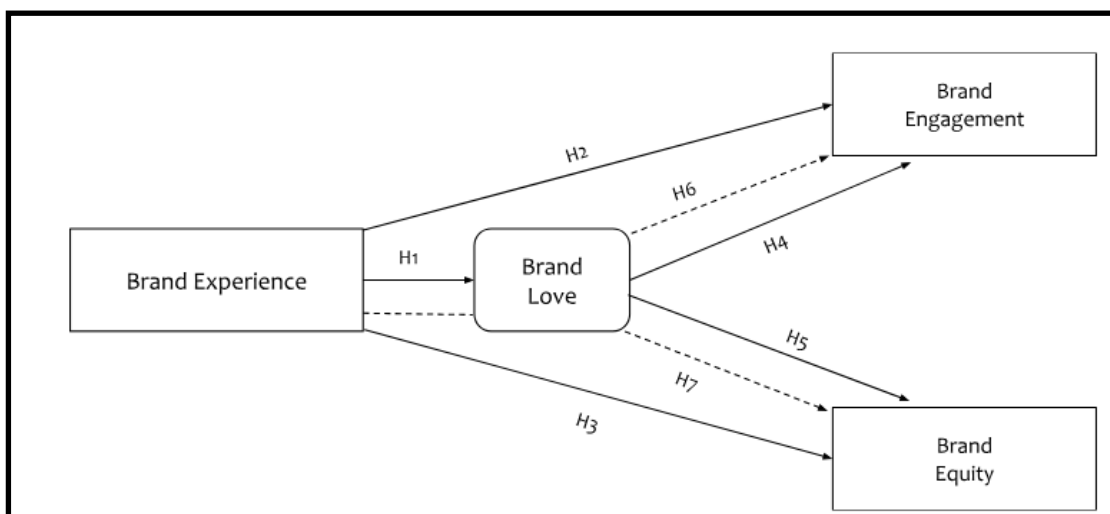 Brand
Engagement
H2
H6
H4
Brand Experience
H1
Brand
Love
H5
H7
H3
Brand
Equity